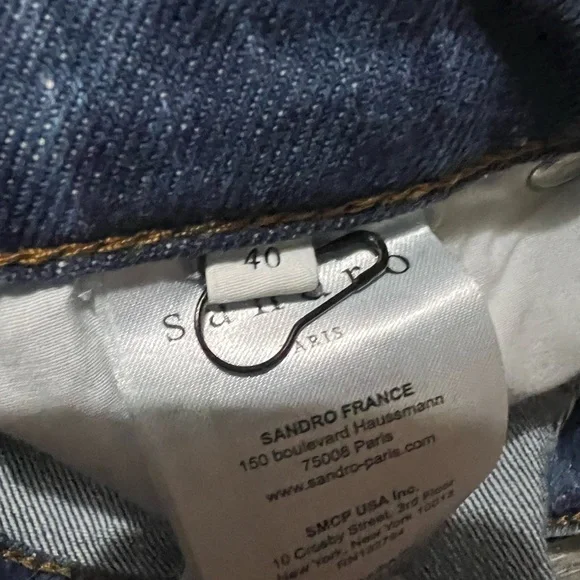 40
sandro
PARIS
SANDRO FRANCE
150 boulevard Haussmann
75008 Paris
www.sandro-paris.com
SMCP USA Inc.
10 Crosby Street, 3rd Floor
New York, New York 10013